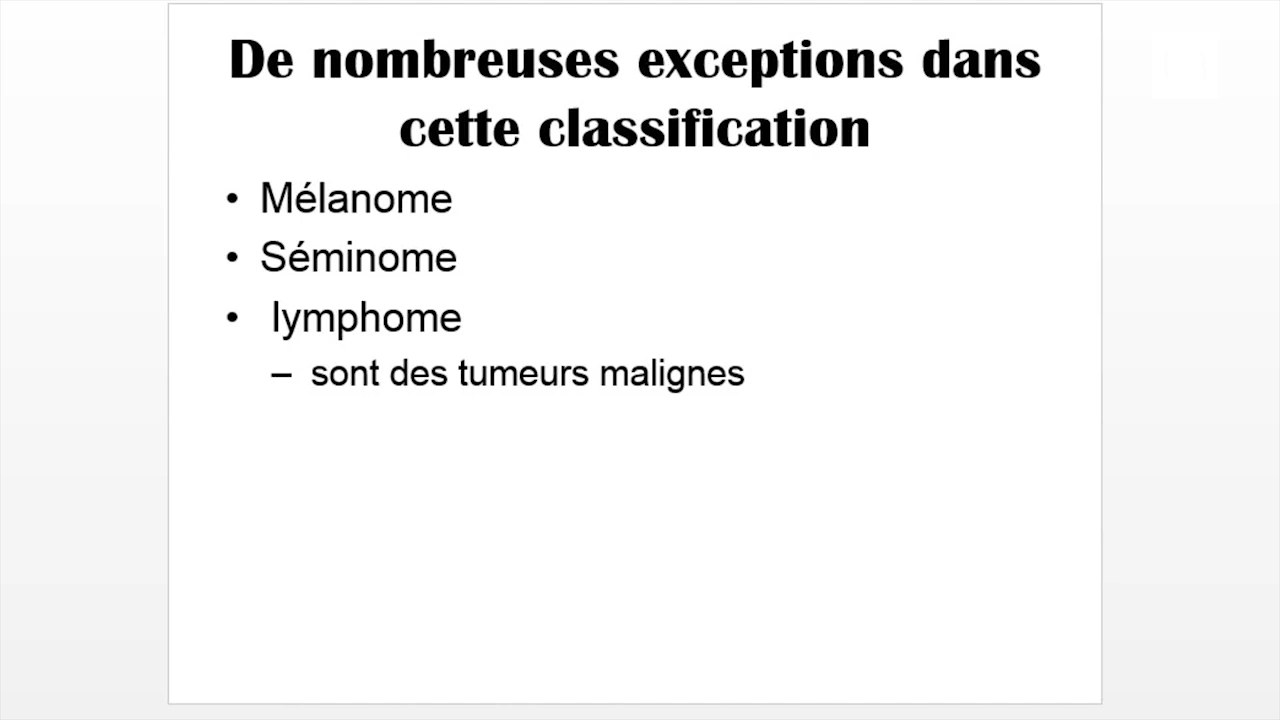 De nombreuses exceptions dans
cette classification
• Mélanome
• Séminome
• lymphome
– sont des tumeurs malignes